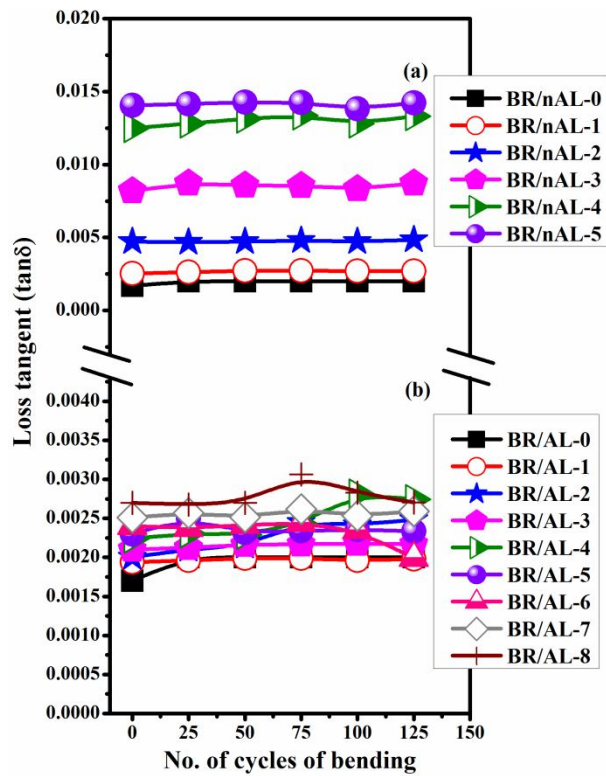 0.020
(a)
0.015
0.010
0.005
0.000
BR/nAL-0
BR/nAL-1
BR/nAL-2
BR/nAL-3
BR/nAL-4
BR/nAL-5
Loss tangent (tanδ)
(b)
0.0040
0.0035
0.0030
0.0025
0.0020
0.0015
0.0010
0.0005
0.0000
BR/AL-0
BR/AL-1
BR/AL-2
BR/AL-3
BR/AL-4
BR/AL-5
BR/AL-6
BR/AL-7
BR/AL-8
0 25 50 75 100 125 150
No. of cycles of bending